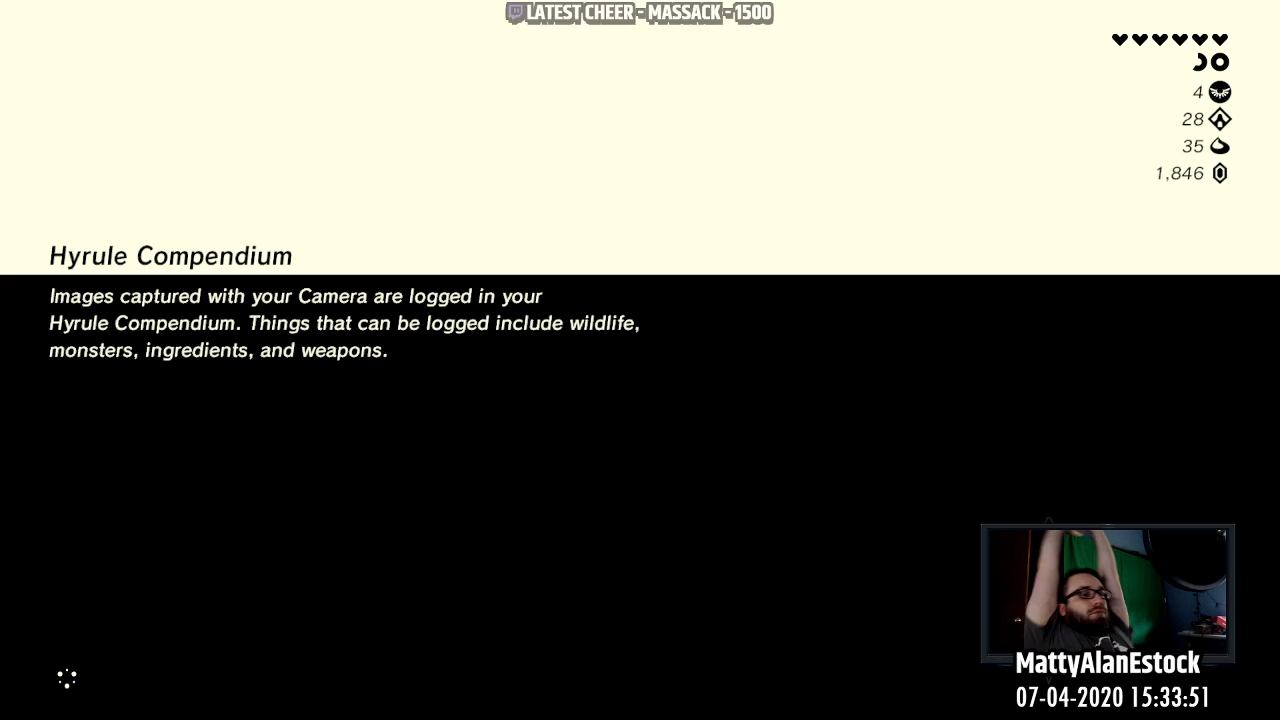 LATEST CHEER - MASSACK - 1500
4
28
35
1,846
Hyrule Compendium
Images captured with your Camera are logged in your
Hyrule Compendium. Things that can be logged include wildlife,
monsters, ingredients, and weapons.
MattyAlanEstock
07-04-2020 15:33:51